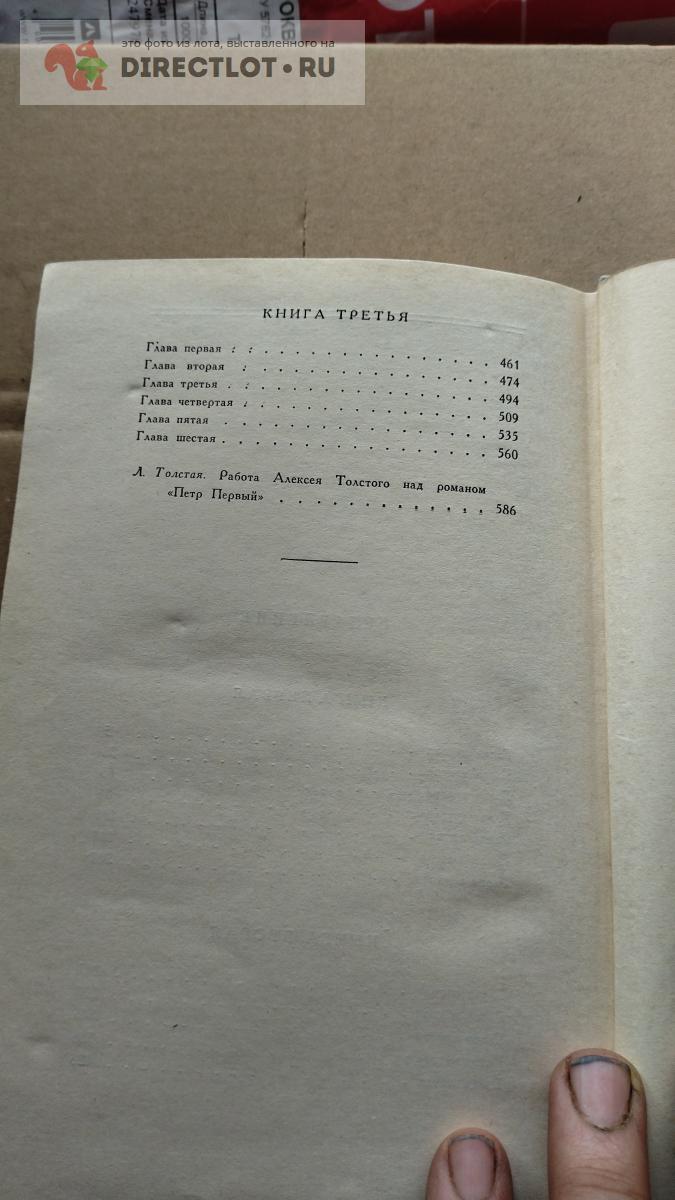 это фото из лота, выставленного на
DIRECTLOT.RU
КНИГА ТРЕТЬЯ
Глава первая 461
Глава вторая 474
Глава третья 494
Глава четвертая 509
Глава пятая 535
Глава шестая 560
Л. Толстая. Работа Алексея Толстого над романом
«Петр Первый» 586